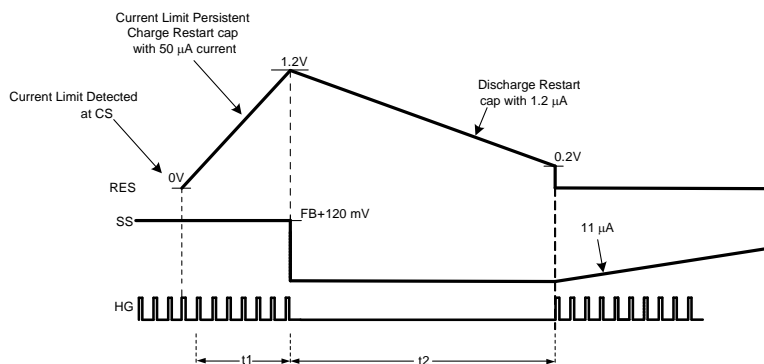 Current Limit Persistent
Charge Restart cap
with 50 μA current
1.2V
Discharge Restart
cap with 1.2 μA
Current Limit Detected
at CS
0V
0.2V
RES
SS
FB+120 mV
11 μA
HG
t1
t2